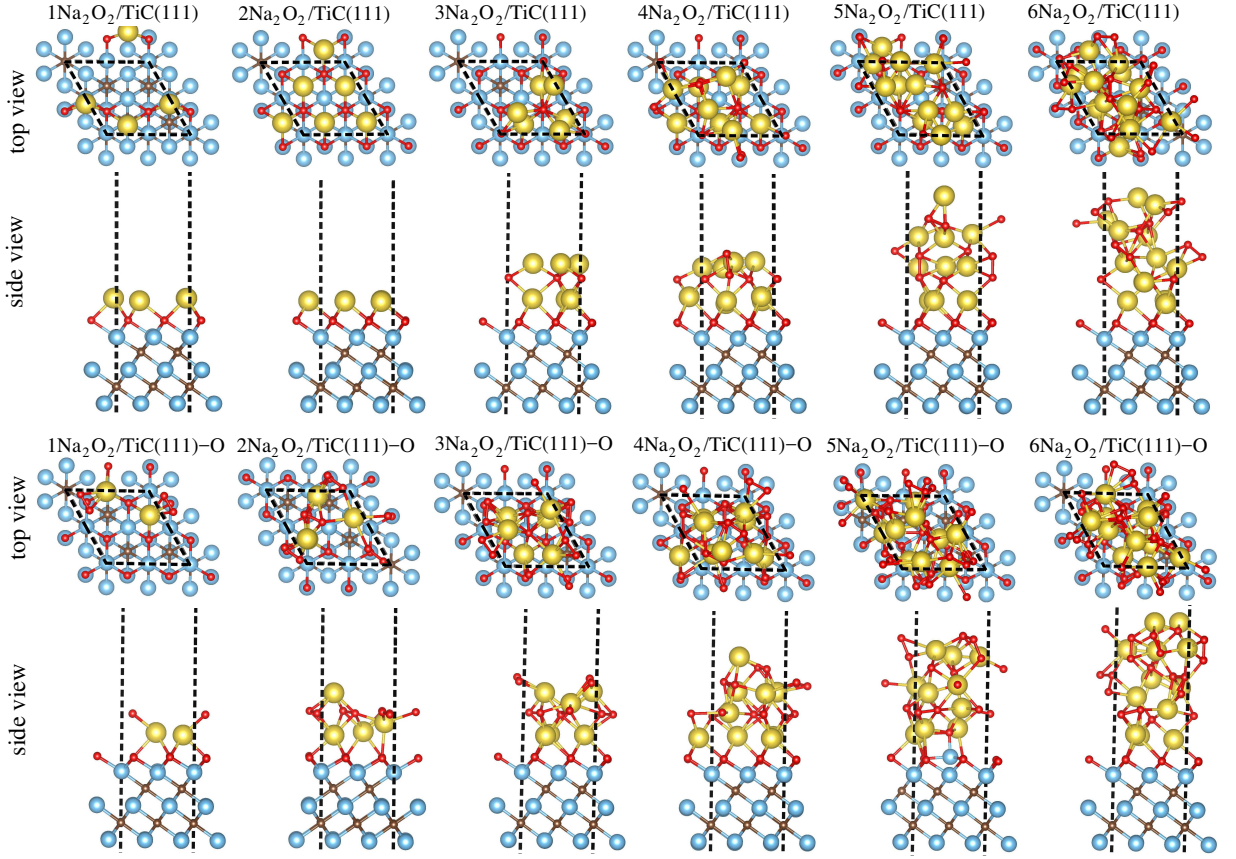 1Na₂O₂/TiC(111) 2Na₂O₂/TiC(111) 3Na₂O₂/TiC(111) 4Na₂O₂/TiC(111) 5Na₂O₂/TiC(111) 6Na₂O₂/TiC(111)
top view
side view
1Na₂O₂/TiC(111)−O 2Na₂O₂/TiC(111)−O 3Na₂O₂/TiC(111)−O 4Na₂O₂/TiC(111)−O 5Na₂O₂/TiC(111)−O 6Na₂O₂/TiC(111)−O
top view
side view